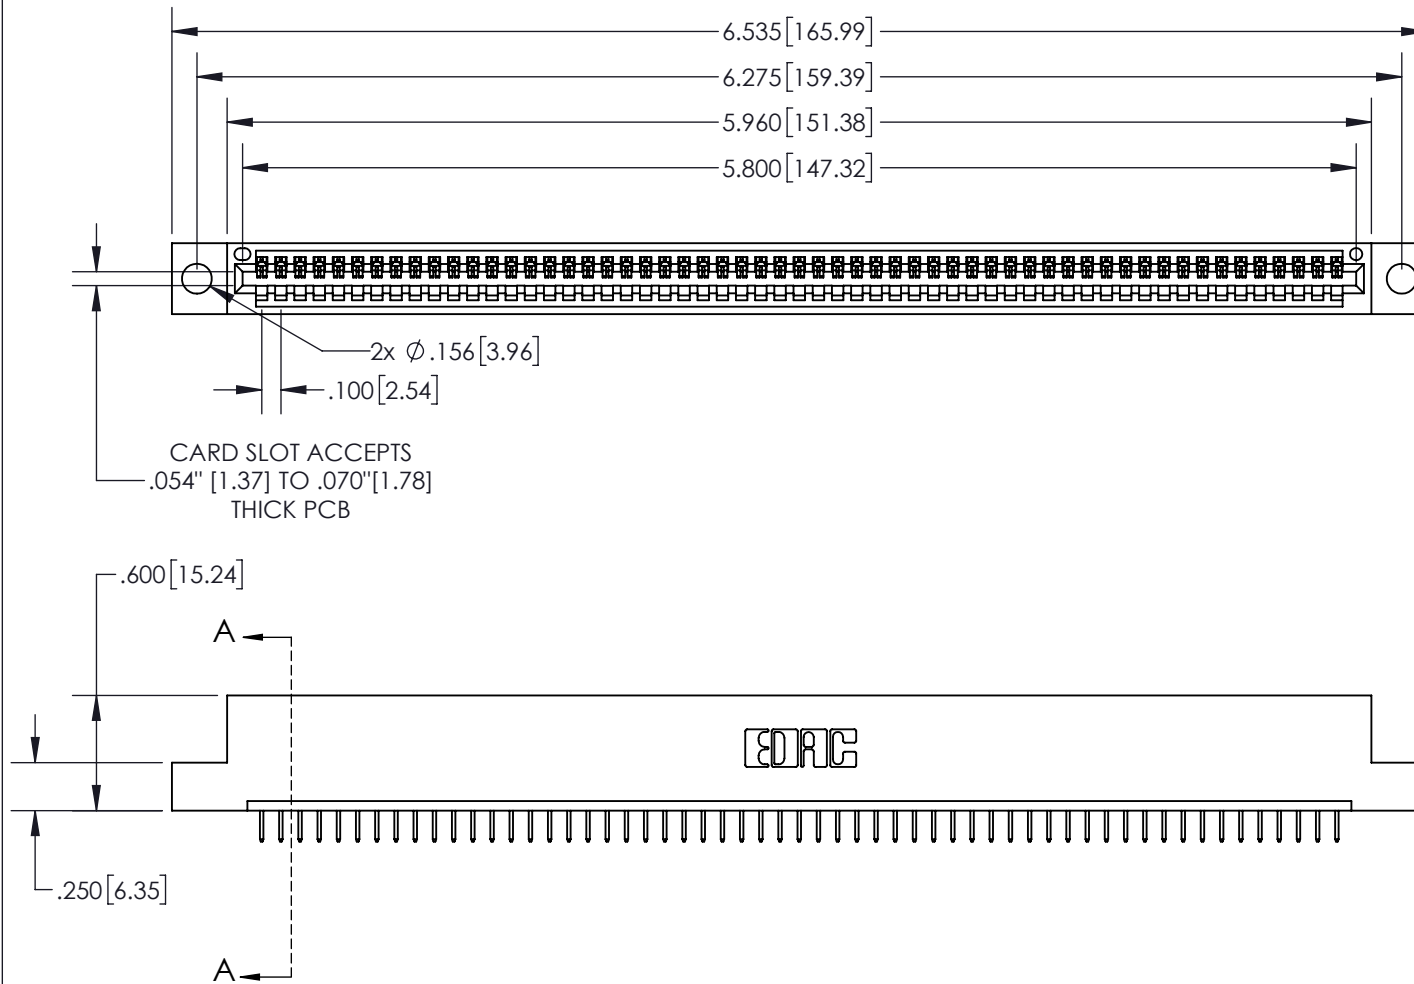 6.535[165.99]
6.275[159.39]
5.960[151.38]
5.800[147.32]
2x Ø.156[3.96]
.100[2.54]
CARD SLOT ACCEPTS
.054" [1.37] TO .070"[1.78]
THICK PCB
.600[15.24]
A
EDAC
.250[6.35]
A